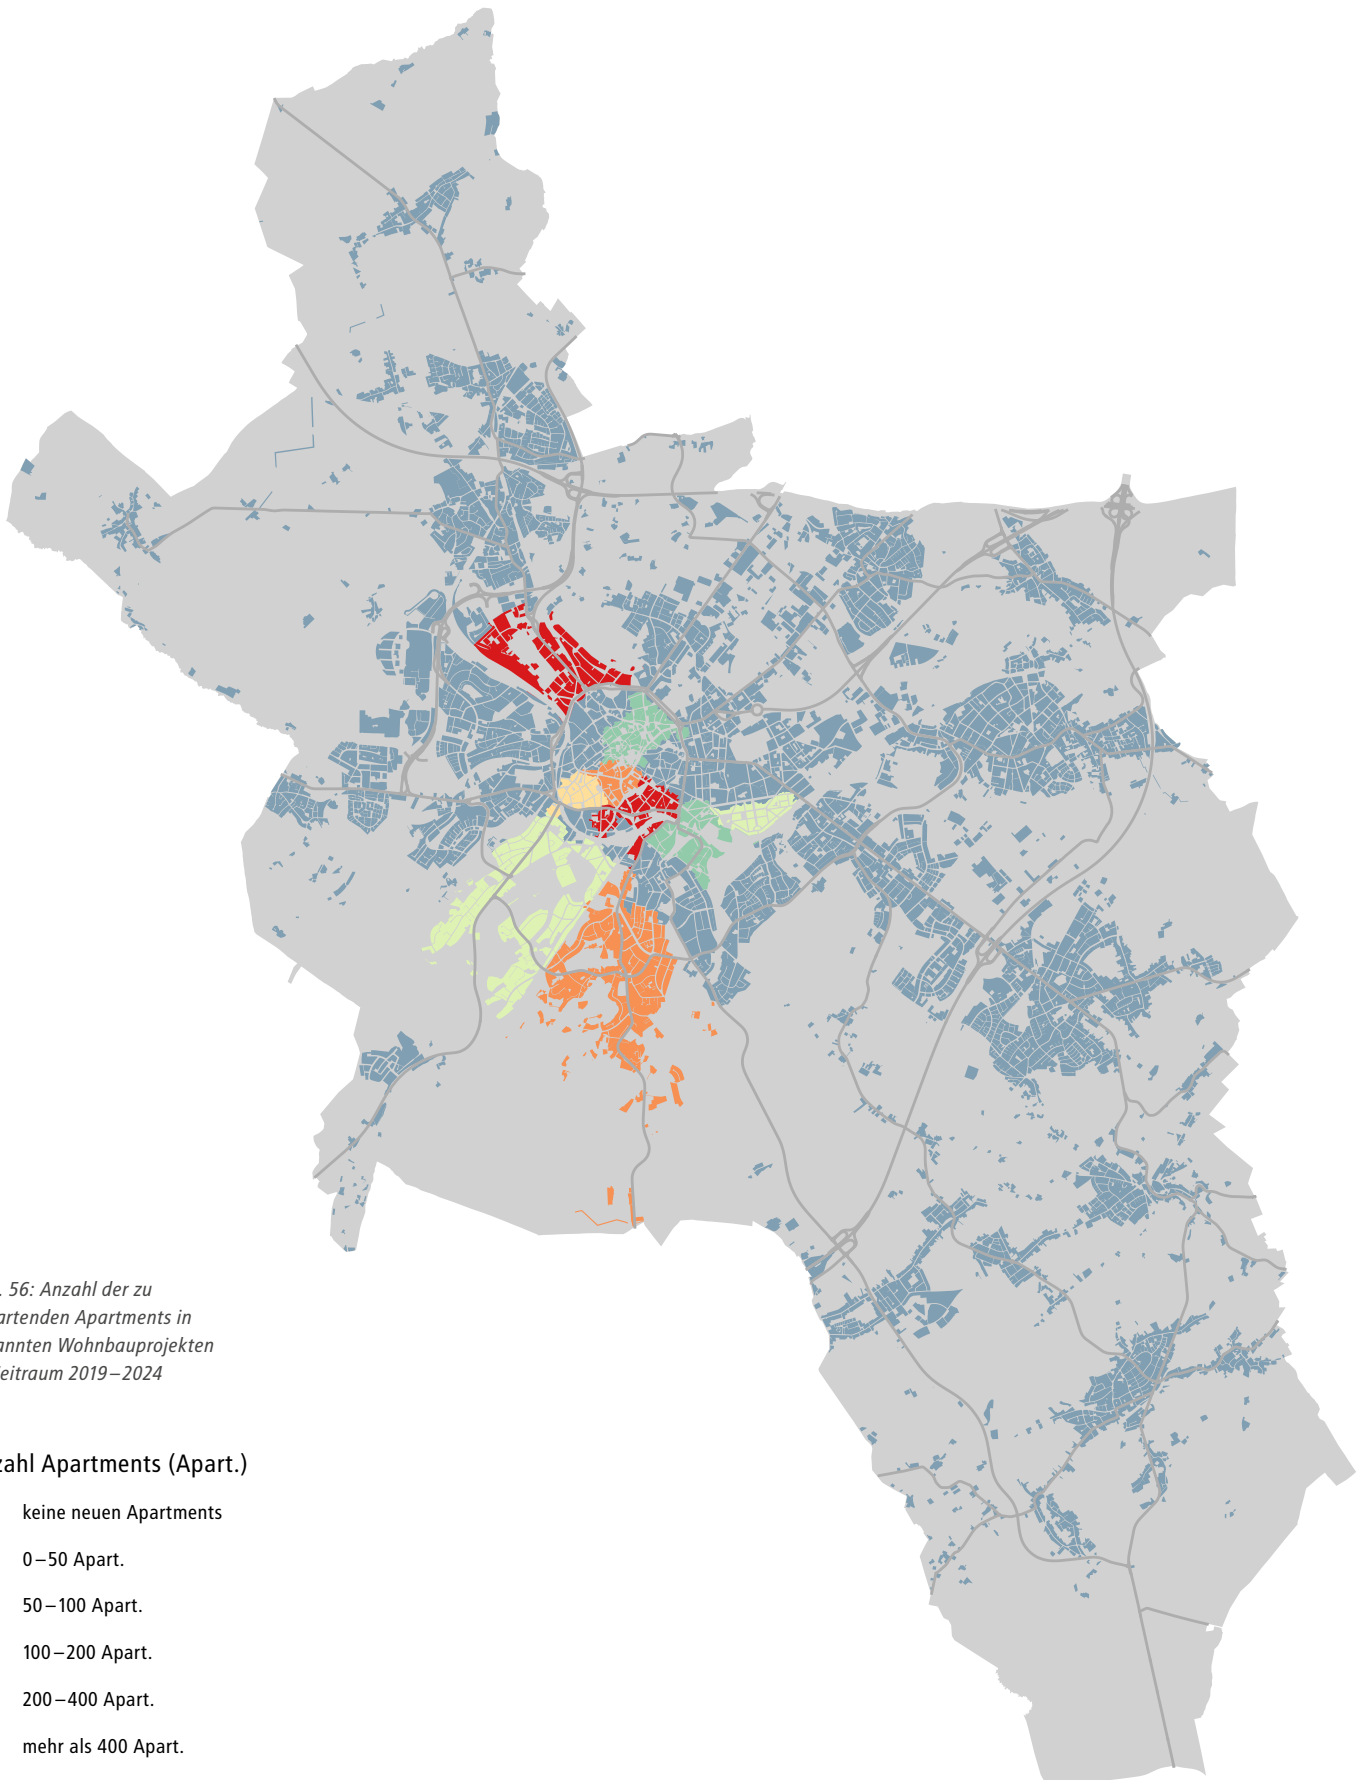 . 56: Anzahl der zu
artenden Apartments in
annten Wohnbauprojekten
eitraum 2019–2024
zahl Apartments (Apart.)
keine neuen Apartments
0–50 Apart.
50–100 Apart.
100–200 Apart.
200–400 Apart.
mehr als 400 Apart.